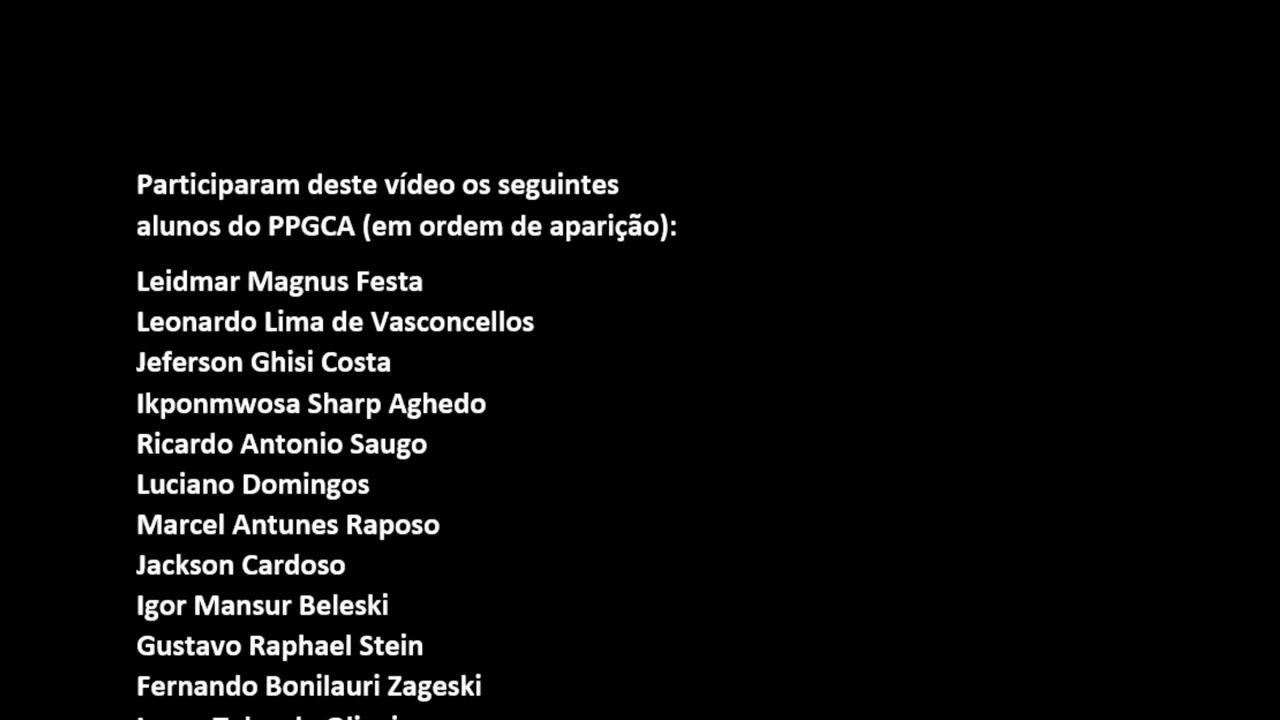 Participaram deste vídeo os seguintes
alunos do PPGCA (em ordem de aparição):
Leidmar Magnus Festa
Leonardo Lima de Vasconcellos
Jeferson Ghisi Costa
Ikponmwosa Sharp Aghedo
Ricardo Antonio Saugo
Luciano Domingos
Marcel Antunes Raposo
Jackson Cardoso
Igor Mansur Beleski
Gustavo Raphael Stein
Fernando Bonilauri Zageski